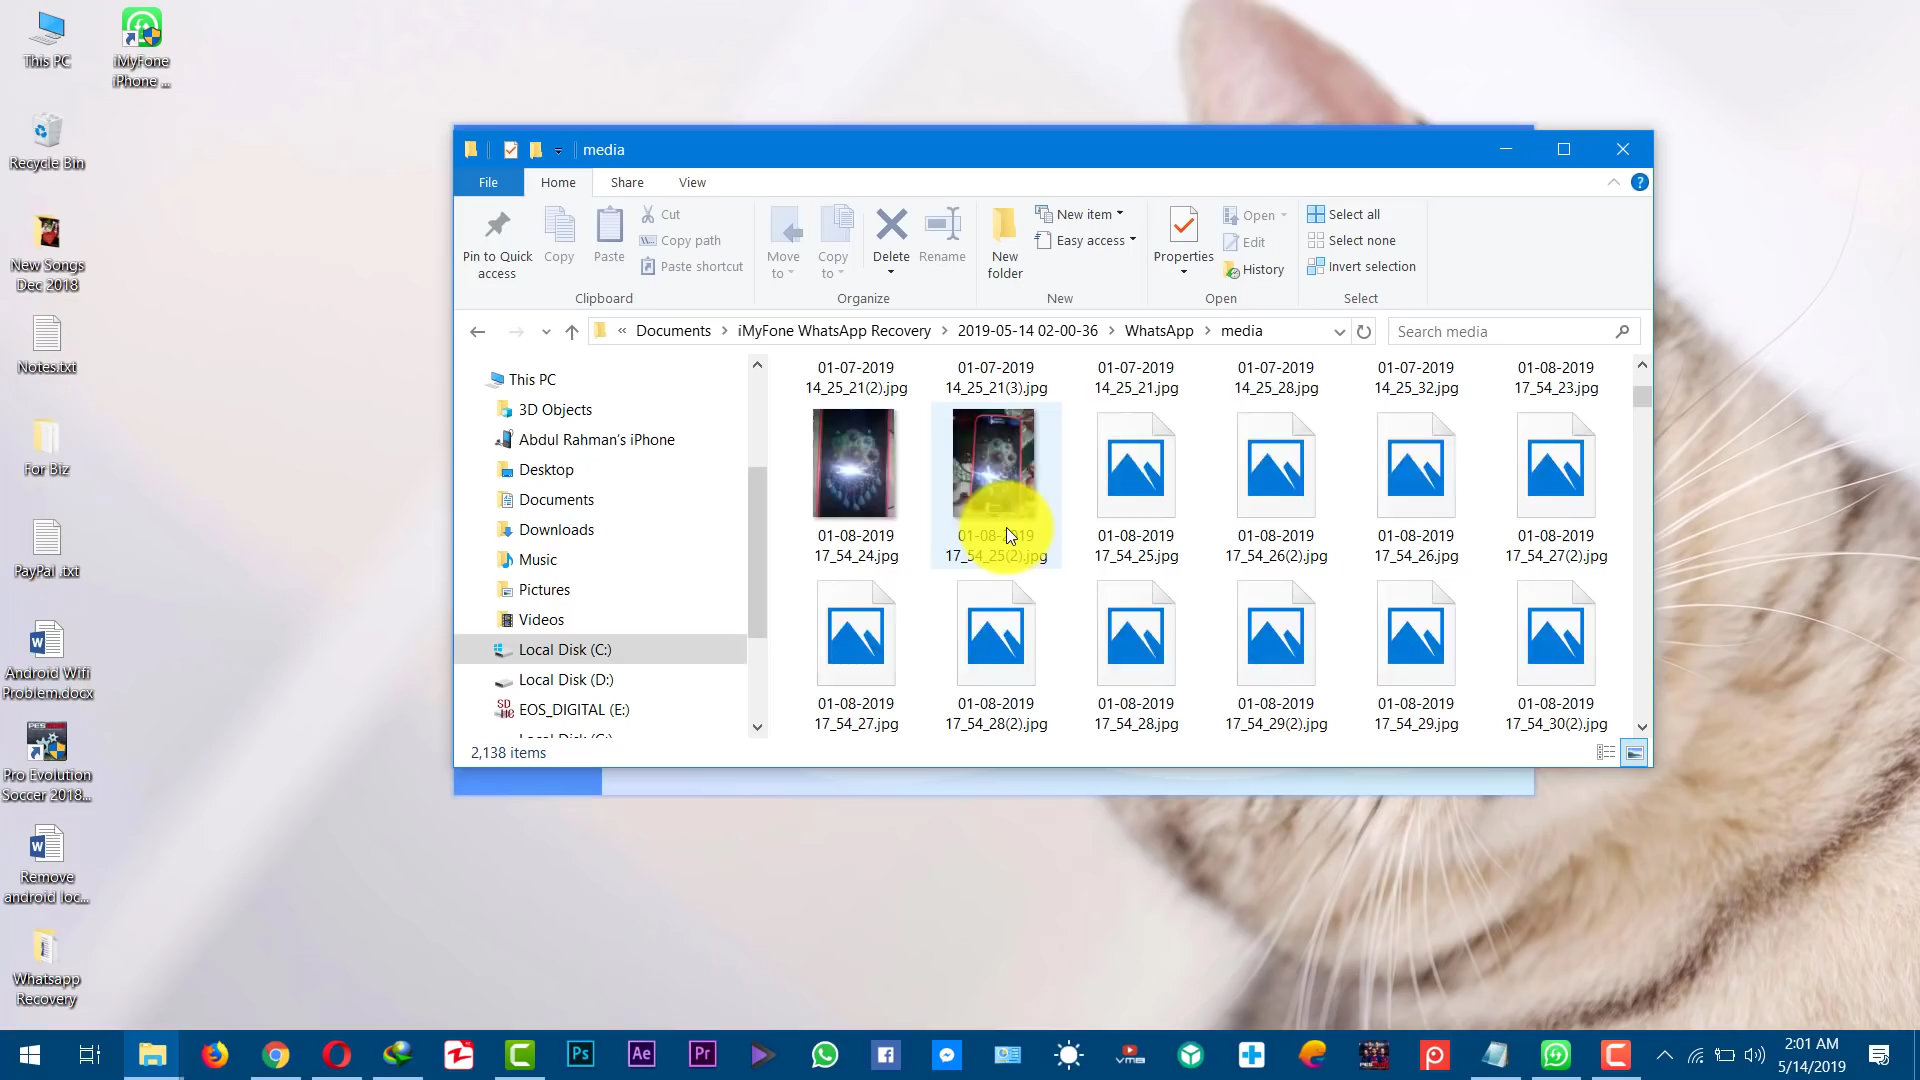 This PC
iMyFone
iPhone ...
Recycle Bin
New Songs
Dec 2018
Notes.txt
For Biz
PayPal .txt
Android Wifi
Problem.docx
Pro Evolution
Soccer 2018...
Remove
android loc...
Whatsapp
Recovery
media
File
Home
Share
View
Pin to Quick
access
Copy
Paste
Cut
Copy path
Paste shortcut
Clipboard
Move
to
Copy
to
Delete
Rename
Organize
New
folder
New item
Easy access
New
Properties
Open
Edit
History
Open
Select all
Select none
Invert selection
Select
« Documents > iMyFone WhatsApp Recovery > 2019-05-14 02-00-36 > WhatsApp > media
Search media
This PC
3D Objects
Abdul Rahman's iPhone
Desktop
Documents
Downloads
Music
Pictures
Videos
Local Disk (C:)
Local Disk (D:)
EOS_DIGITAL (E:)
01-07-2019
14_25_21(2).jpg
01-07-2019
14_25_21(3).jpg
01-07-2019
14_25_21.jpg
01-07-2019
14_25_28.jpg
01-07-2019
14_25_32.jpg
01-08-2019
17_54_23.jpg
01-08-2019
17_54_24.jpg
01-08-2019
17_54_25(2).jpg
01-08-2019
17_54_25.jpg
01-08-2019
17_54_26(2).jpg
01-08-2019
17_54_26.jpg
01-08-2019
17_54_27(2).jpg
01-08-2019
17_54_27.jpg
01-08-2019
17_54_28(2).jpg
01-08-2019
17_54_28.jpg
01-08-2019
17_54_29(2).jpg
01-08-2019
17_54_29.jpg
01-08-2019
17_54_30(2).jpg
2,138 items
Ps
Ae
Pr
2:01 AM
5/14/2019